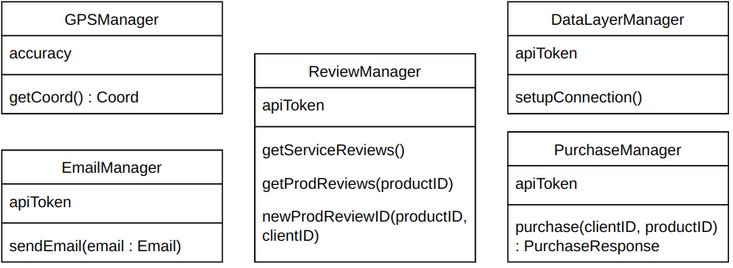 GPSManager
accuracy
getCoord() : Coord
EmailManager
apiToken
sendEmail(email : Email)
ReviewManager
apiToken
getServiceReviews()
getProdReviews(productID)
newProdReviewID(productID,
clientID)
DataLayerManager
apiToken
setupConnection()
PurchaseManager
apiToken
purchase(clientID, productID)
: PurchaseResponse